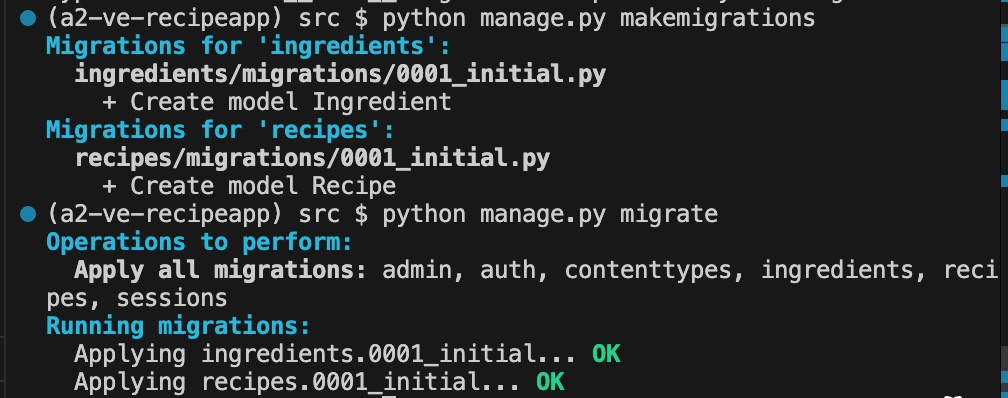 (a2-ve-recipeapp) src $ python manage.py makemigrations
Migrations for 'ingredients':
ingredients/migrations/0001_initial.py
+ Create model Ingredient
Migrations for 'recipes':
recipes/migrations/0001_initial.py
+ Create model Recipe
(a2-ve-recipeapp) src $ python manage.py migrate
Operations to perform:
Apply all migrations: admin, auth, contenttypes, ingredients, reci
pes, sessions
Running migrations:
Applying ingredients.0001_initial... OK
Applying recipes.0001_initial... OK